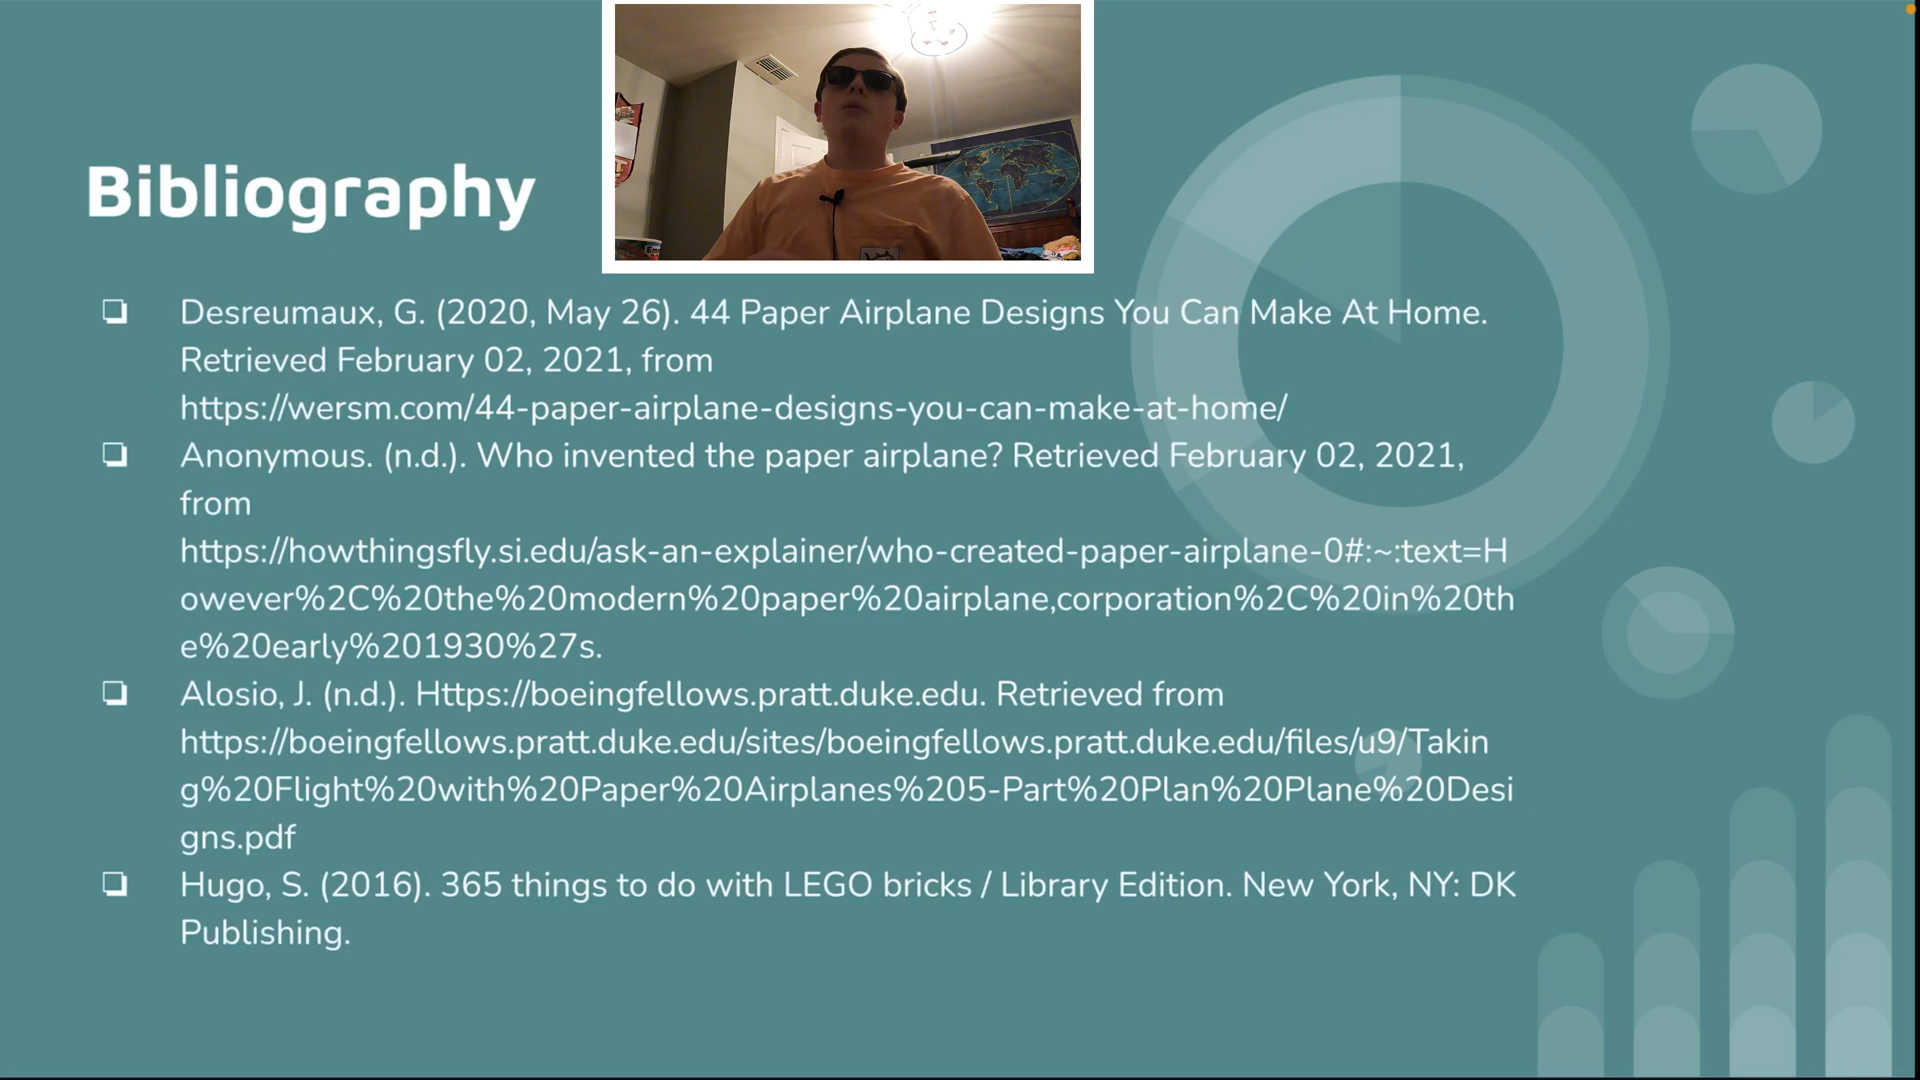 Bibliography
Desreumaux, G. (2020, May 26). 44 Paper Airplane Designs You Can Make At Home.
Retrieved February 02, 2021, from
https://wersm.com/44-paper-airplane-designs-you-can-make-at-home/
Anonymous. (n.d.). Who invented the paper airplane? Retrieved February 02, 2021,
from
https://howthingsfly.si.edu/ask-an-explainer/who-created-paper-airplane-0#:~:text=H
owever%2C%20the%20modern%20paper%20airplane,corporation%2C%20in%20th
e%20early%201930%27s.
Alosio, J. (n.d.). Https://boeingfellows.pratt.duke.edu. Retrieved from
https://boeingfellows.pratt.duke.edu/sites/boeingfellows.pratt.duke.edu/files/u9/Takin
g%20Flight%20with%20Paper%20Airplanes%205-Part%20Plan%20Plane%20Desi
gns.pdf
Hugo, S. (2016). 365 things to do with LEGO bricks / Library Edition. New York, NY: DK
Publishing.